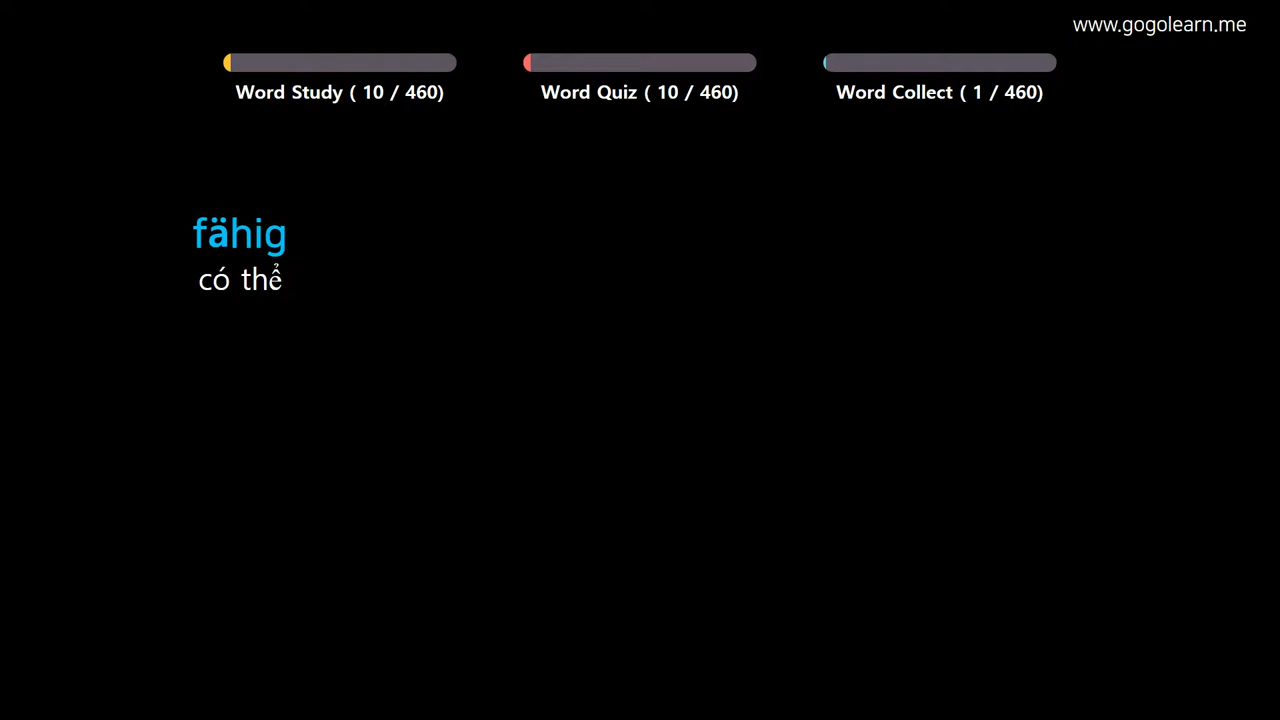 www.gogolearn.me
Word Study ( 10 / 460)
Word Quiz ( 10 / 460)
Word Collect ( 1 / 460)
fähig
có thể